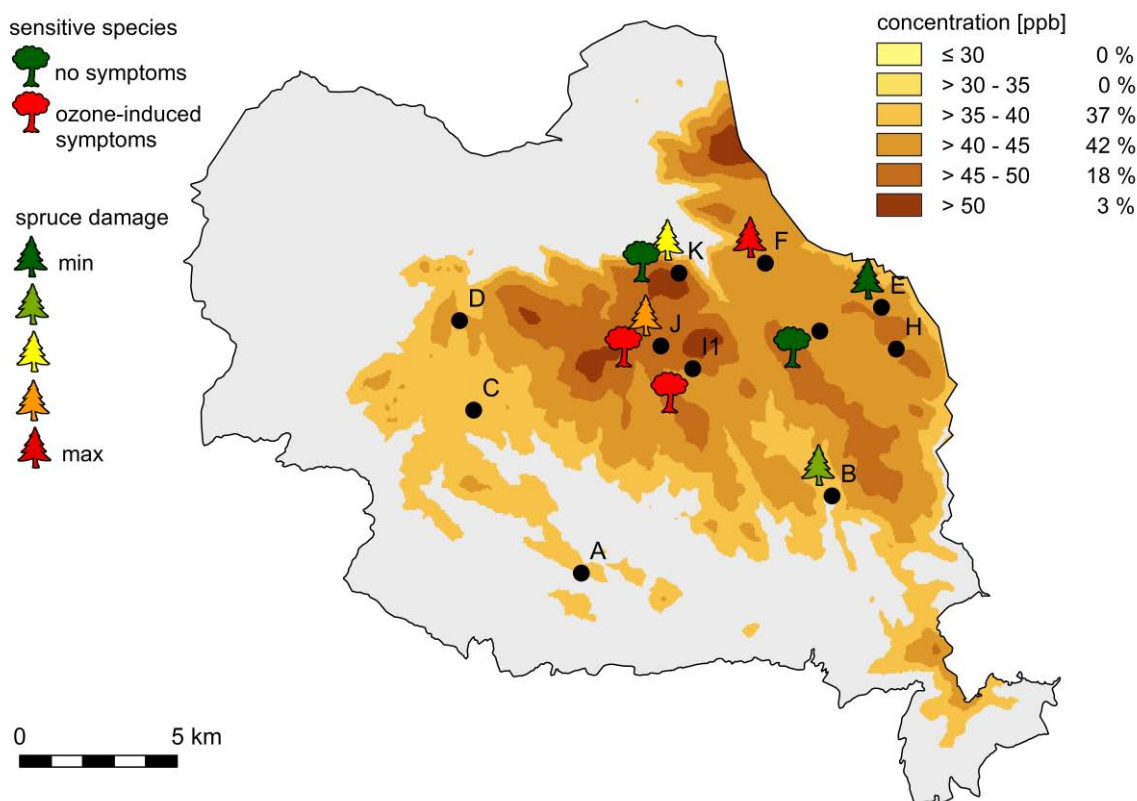 sensitive species
no symptoms
ozone-induced
symptoms
spruce damage
min
max
concentration [ppb]
≤ 30 0 %
> 30 - 35 0 %
> 35 - 40 37 %
> 40 - 45 42 %
> 45 - 50 18 %
> 50 3 %
K
F
E
D
J
H
I1
C
B
A
0 5 km